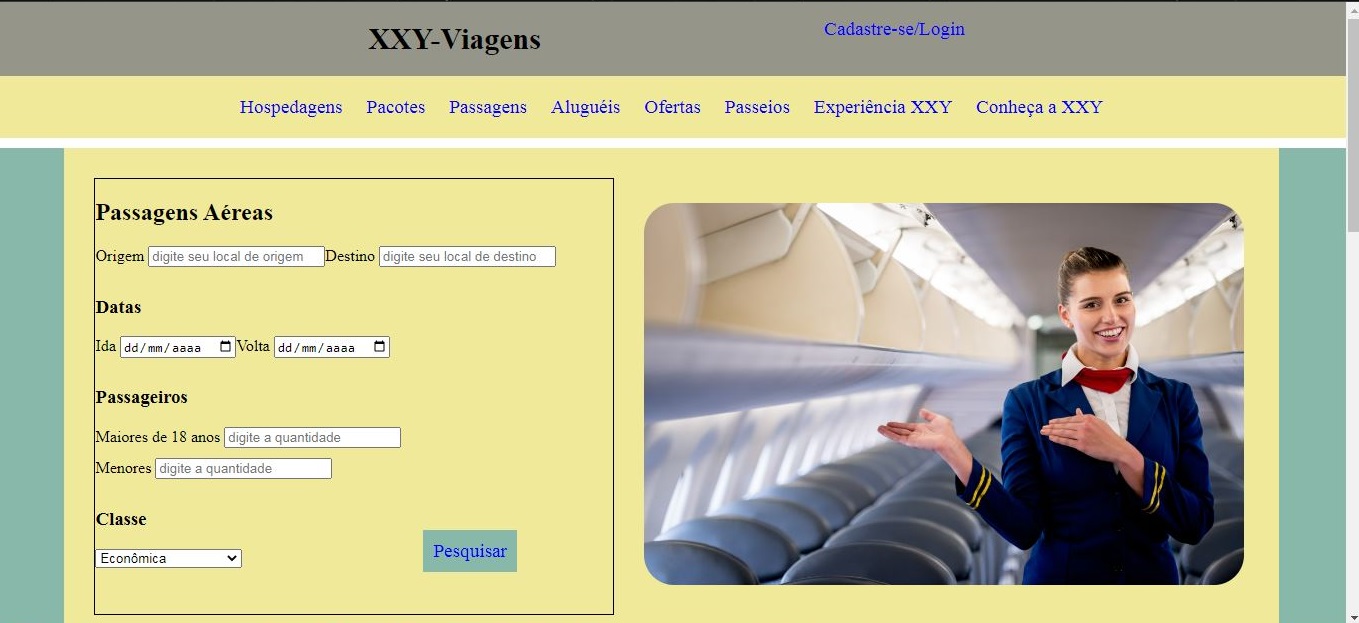 XXY-Viagens
Cadastre-se/Login
Hospedagens Pacotes Passagens Aluguéis Ofertas Passeios Experiência XXY Conheça a XXY
Passagens Aéreas
Origem digite seu local de origem Destino digite seu local de destino
Datas
Ida dd/mm/aaaa Volta dd/mm/aaaa
Passageiros
Maiores de 18 anos digite a quantidade
Menores digite a quantidade
Classe
Econômica
Pesquisar